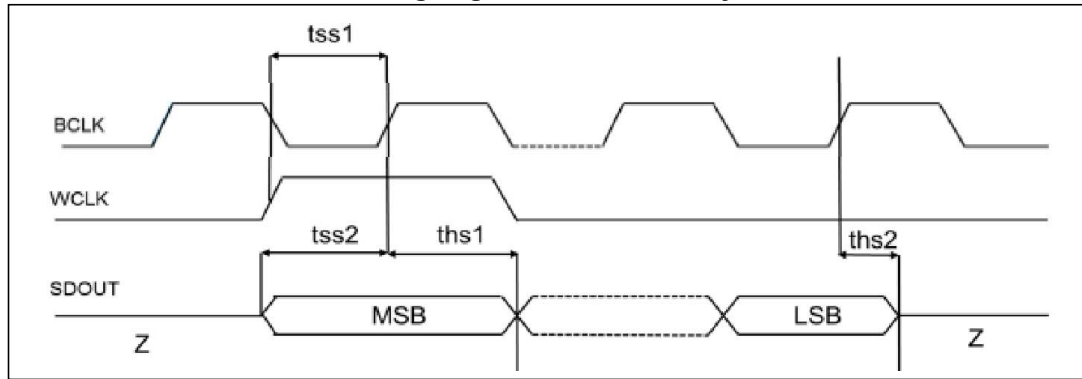 tss1
BCLK
WCLK
tss2 ths1 ths2
SDOUT MSB LSB
Z Z